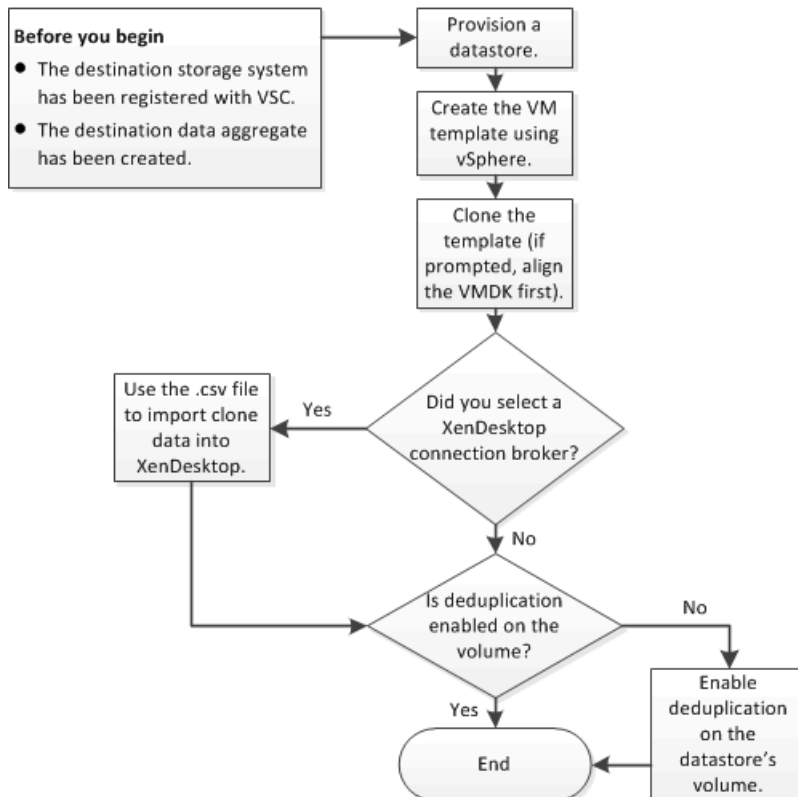 Before you begin
● The destination storage system
has been registered with VSC.
● The destination data aggregate
has been created.
Provision a
datastore.
Create the VM
template using
vSphere.
Clone the
template (if
prompted, align
the VMDK first).
Did you select a
XenDesktop
connection broker?
Yes
Use the .csv file
to import clone
data into
XenDesktop.
No
Is deduplication
enabled on the
volume?
No
Enable
deduplication
on the
datastore's
volume.
Yes
End